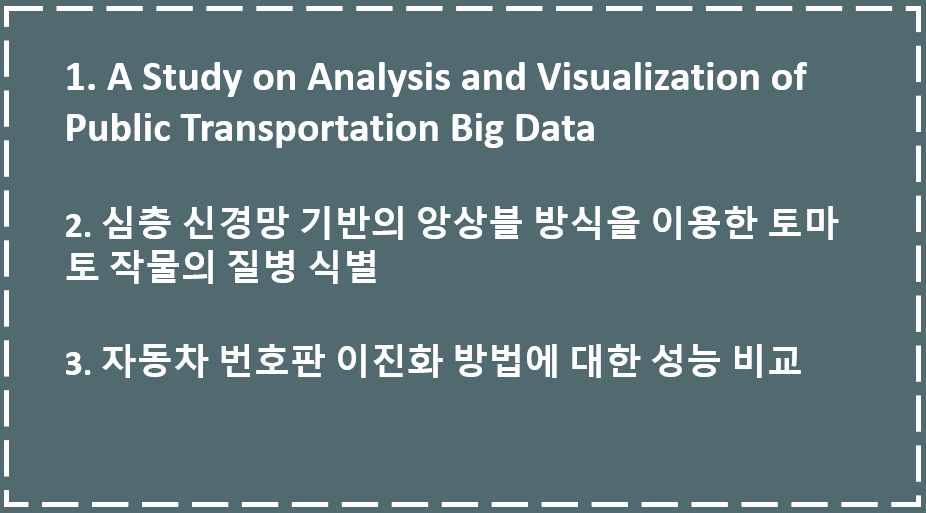 1. A Study on Analysis and Visualization of
Public Transportation Big Data
2. 심층 신경망 기반의 앙상블 방식을 이용한 토마
토 작물의 질병 식별
3. 자동차 번호판 이진화 방법에 대한 성능 비교